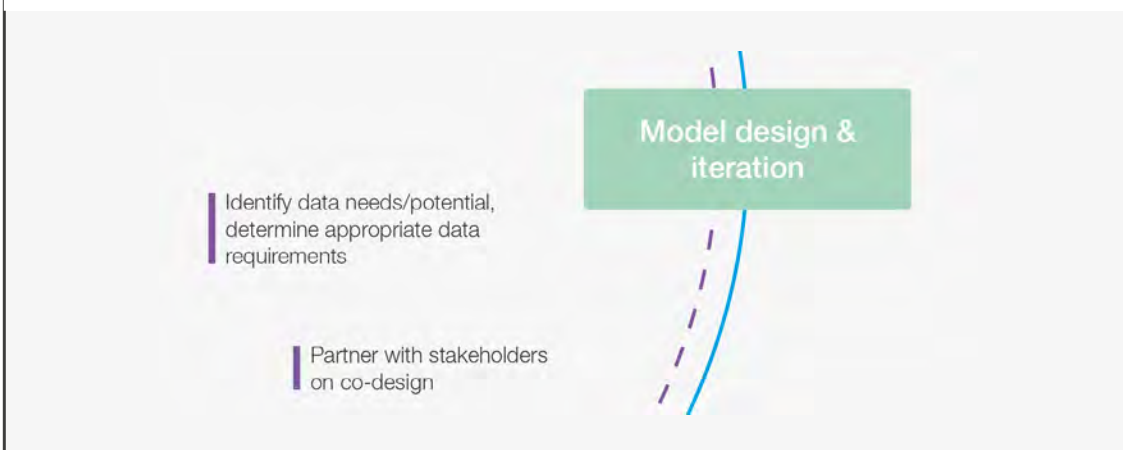 Model design &
iteration
Identify data needs/potential,
determine appropriate data
requirements
Partner with stakeholders
on co-design